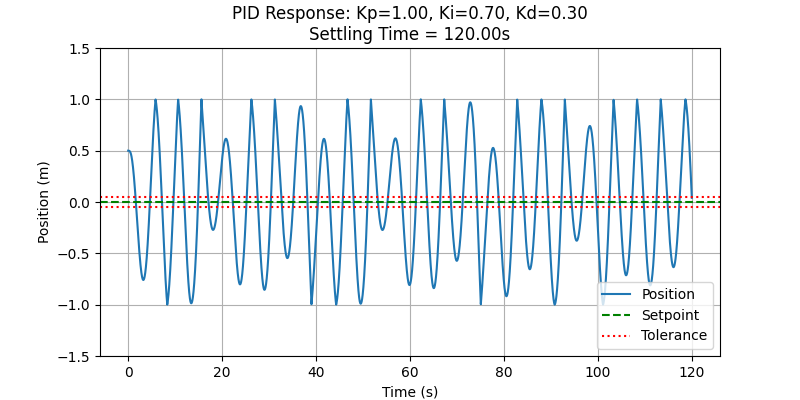 PID Response: Kp=1.00, Ki=0.70, Kd=0.30
Settling Time = 120.00s
Position (m)
1.5
1.0
0.5
0.0
−0.5
−1.0
−1.5
0
20
40
60
80
100
120
Time (s)
Position
Setpoint
Tolerance